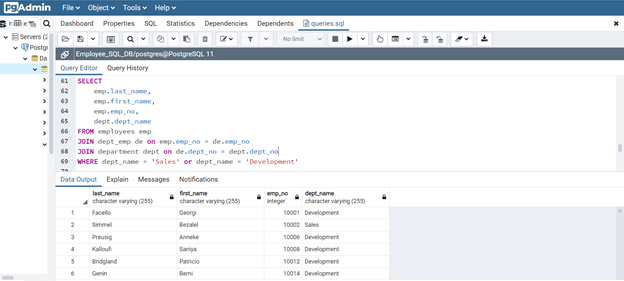 pgAdmin File Object Tools Help
Dashboard Properties SQL Statistics Dependencies Dependents queries.sql
Servers (2
Postgr
Da
No limit
Employee_SQL_DB/postgres@PostgreSQL 11
Query Editor Query History
61 SELECT
62 emp.last_name,
63 emp.first_name,
64 emp.emp_no,
65 dept.dept_name
66 FROM employees emp
67 JOIN dept_emp de on emp.emp_no = de.emp_no
68 JOIN department dept on de.dept_no = dept.dept_no
69 WHERE dept_name = 'Sales' or dept_name = 'Development'
Data Output Explain Messages Notifications
last_name first_name emp_no dept_name
character varying (255) character varying (255) integer character varying (255)
1 Facello Georgi 10001 Development
2 Simmel Bezalel 10002 Sales
3 Preusig Anneke 10006 Development
4 Kalloufi Saniya 10008 Development
5 Bridgland Patricio 10012 Development
6 Genin Berni 10014 Development